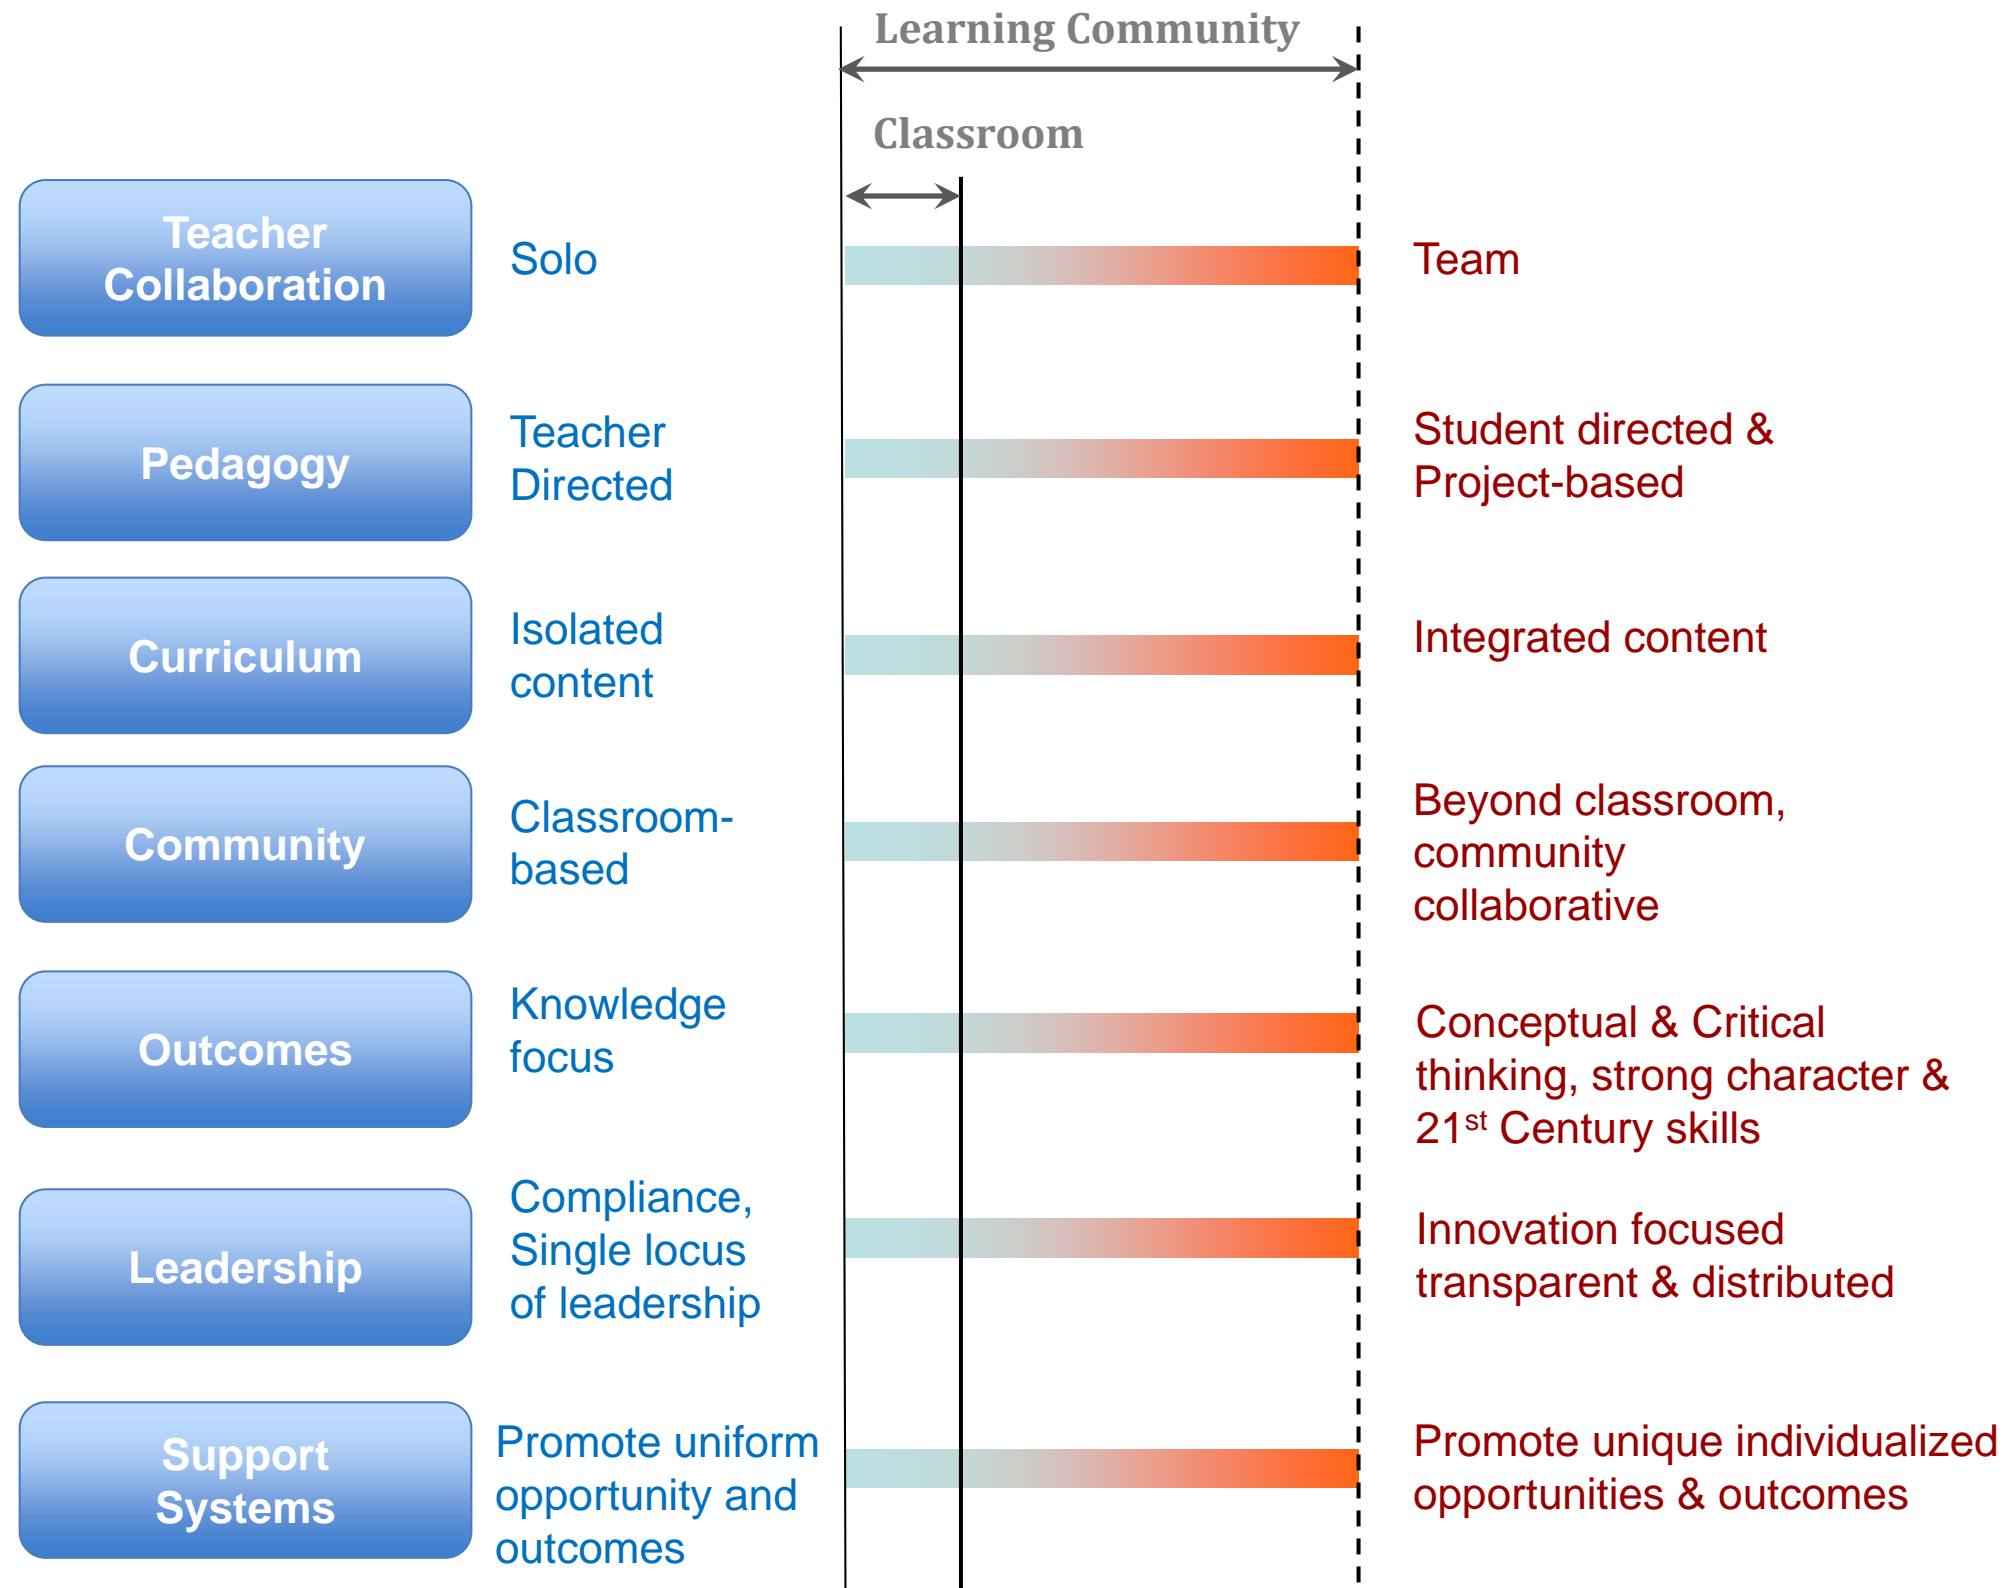 Learning Community
Classroom
Teacher
Collaboration
Solo
Team
Pedagogy
Teacher
Directed
Student directed &
Project-based
Curriculum
Isolated
content
Integrated content
Community
Classroom-
based
Beyond classroom,
community
collaborative
Outcomes
Knowledge
focus
Conceptual & Critical
thinking, strong character &
21st Century skills
Leadership
Compliance,
Single locus
of leadership
Innovation focused
transparent & distributed
Support
Systems
Promote uniform
opportunity and
outcomes
Promote unique individualized
opportunities & outcomes